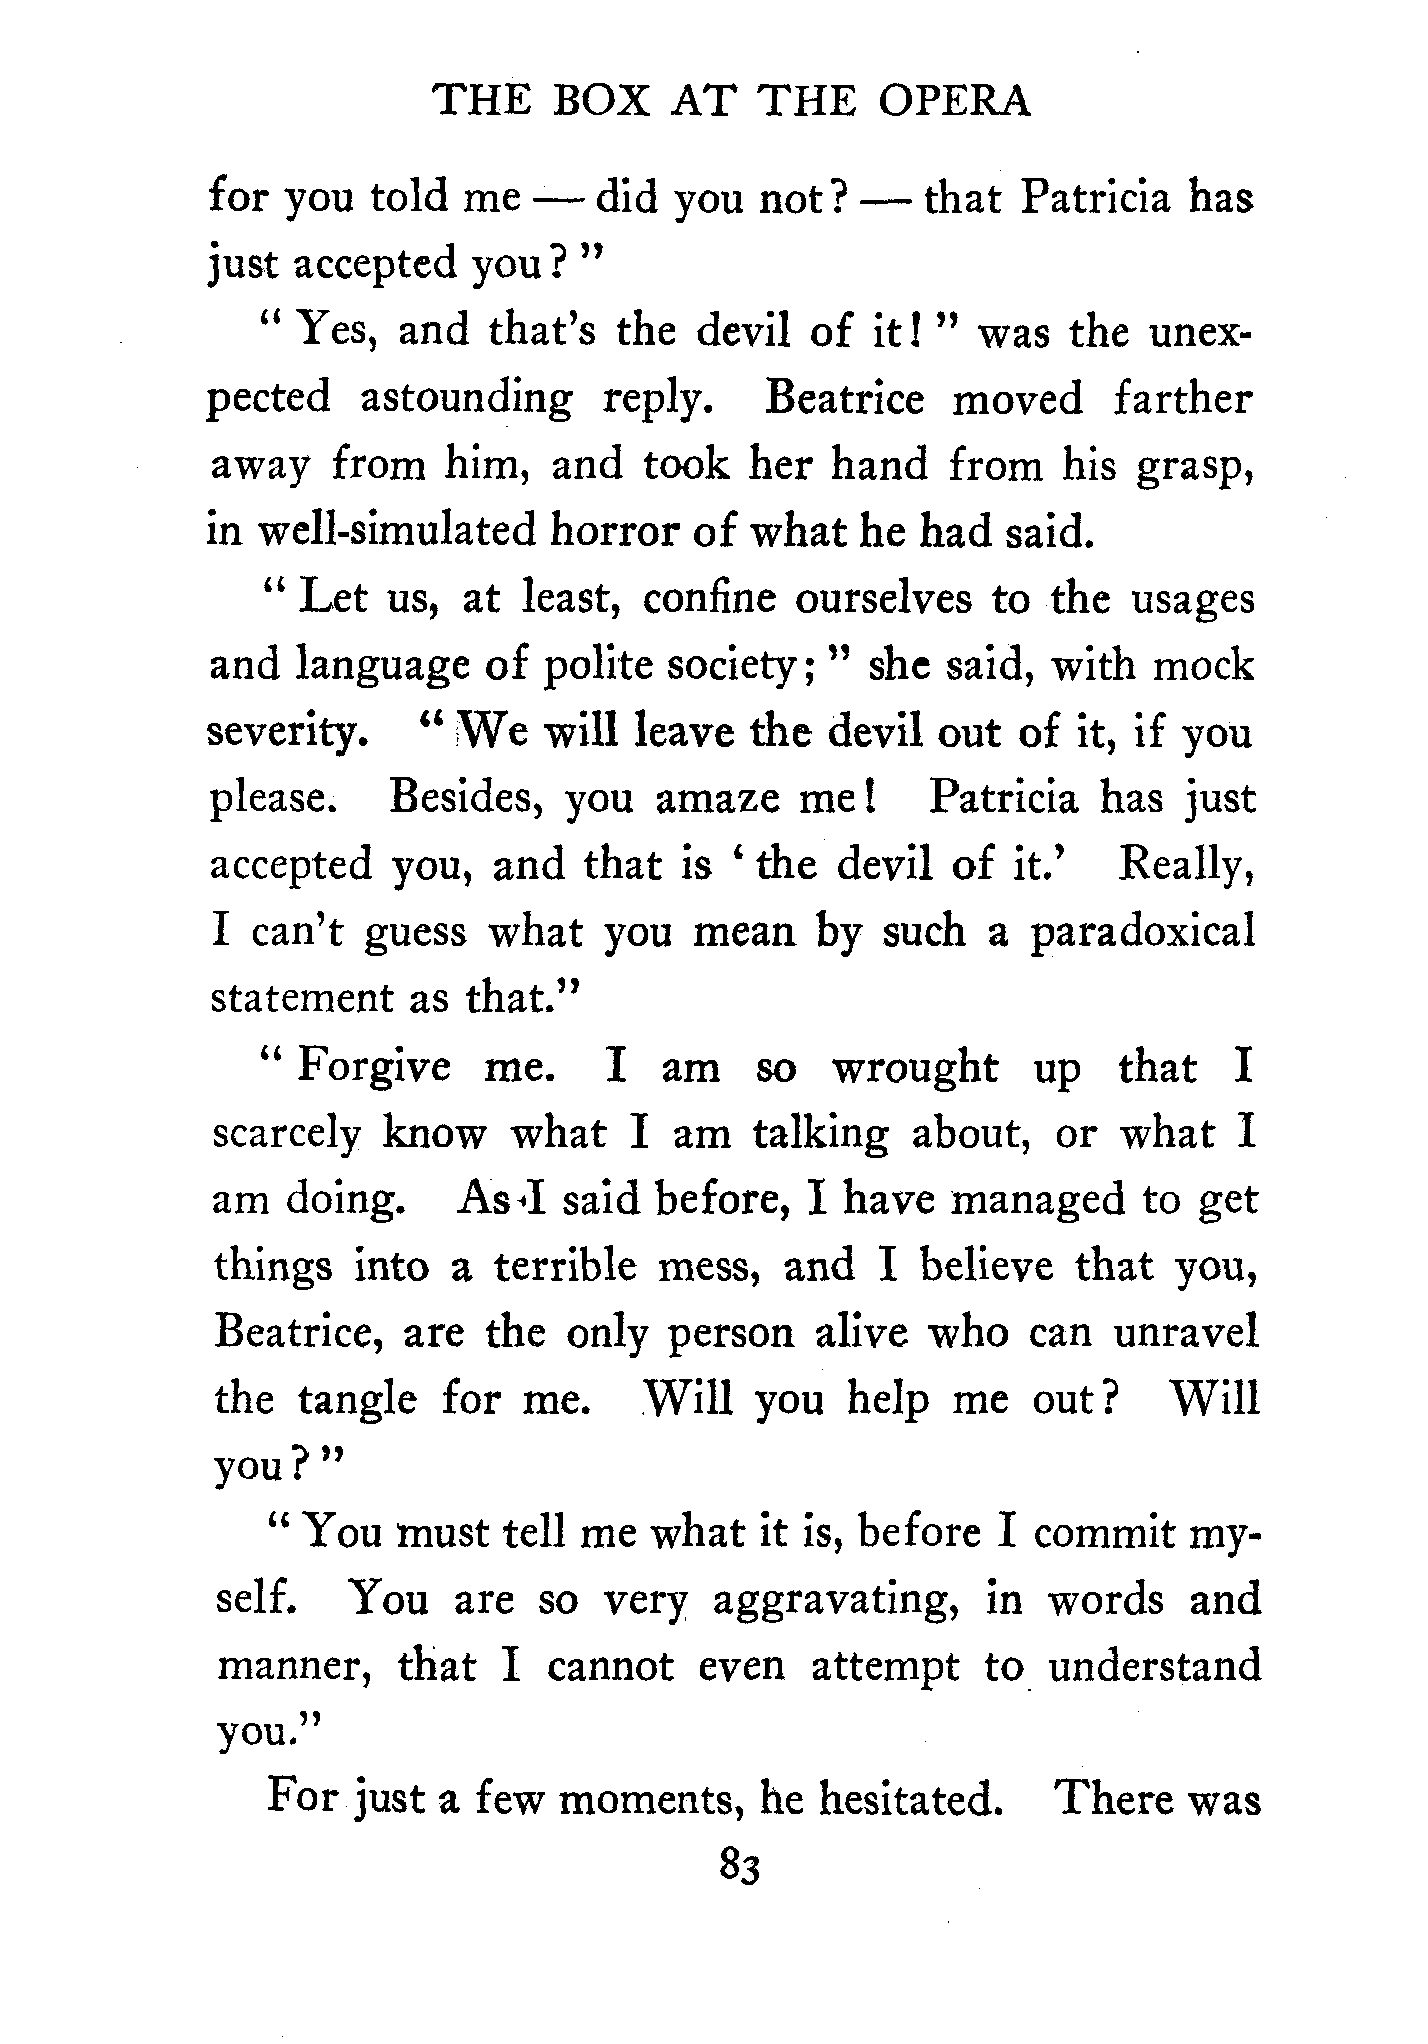 THE BOX AT THE OPERA
for you told me — did you not? — that Patricia has
just accepted you? ”
“ Yes, and that’s the devil of it! ” was the unex-
pected astounding reply. Beatrice moved farther
away from him, and took her hand from his grasp,
in well-simulated horror of what he had said.
“ Let us, at least, confine ourselves to the usages
and language of polite society; ” she said, with mock
severity. “ We will leave the devil out of it, if you
please. Besides, you amaze me! Patricia has just
accepted you, and that is ‘ the devil of it.’ Really,
I can’t guess what you mean by such a paradoxical
statement as that.”
“ Forgive me. I am so wrought up that I
scarcely know what I am talking about, or what I
am doing. As I said before, I have managed to get
things into a terrible mess, and I believe that you,
Beatrice, are the only person alive who can unravel
the tangle for me. Will you help me out? Will
you? ”
“ You must tell me what it is, before I commit my-
self. You are so very aggravating, in words and
manner, that I cannot even attempt to understand
you.”
For just a few moments, he hesitated. There was
83